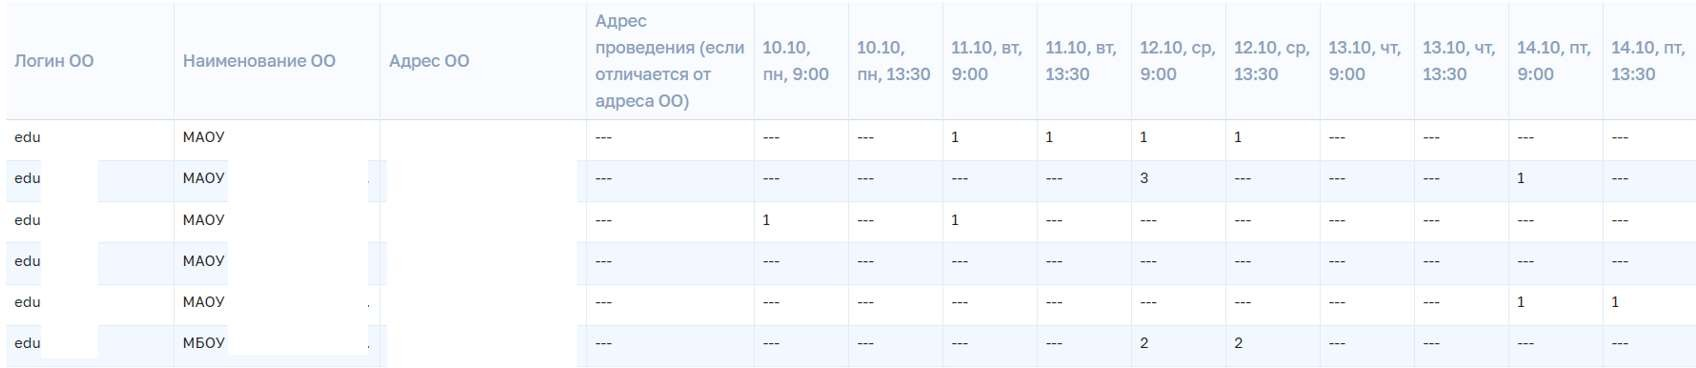 Логин ОО Наименование ОО Адрес ОО Адрес проведения (если отличается от адреса ОО) 10.10, пн, 9:00 10.10, пн, 13:30 11.10, вт, 9:00 11.10, вт, 13:30 12.10, ср, 9:00 12.10, ср, 13:30 13.10, чт, 9:00 13.10, чт, 13:30 14.10, пт, 9:00 14.10, пт, 13:30
edu МАОУ --- --- --- 1 1 1 1 --- --- --- ---
edu МАОУ . --- --- --- --- --- 3 --- --- --- 1 ---
edu МАОУ --- 1 --- 1 --- --- --- --- --- --- ---
edu МАОУ --- --- --- --- --- --- --- --- --- --- ---
edu МАОУ . --- --- --- --- --- --- --- --- --- 1 1
edu МБОУ . --- --- --- --- --- 2 2 --- --- --- ---